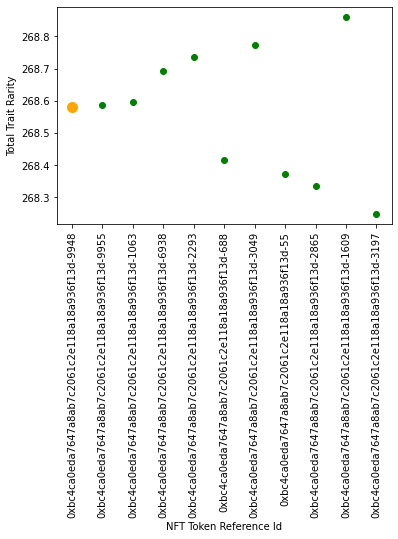 268.8
268.7
268.6
268.5
268.4
268.3
Total Trait Rarity
0xbc4ca0eda7647a8ab7c2061c2e118a18a936f13d-9948
0xbc4ca0eda7647a8ab7c2061c2e118a18a936f13d-9955
0xbc4ca0eda7647a8ab7c2061c2e118a18a936f13d-1063
0xbc4ca0eda7647a8ab7c2061c2e118a18a936f13d-6938
0xbc4ca0eda7647a8ab7c2061c2e118a18a936f13d-2293
0xbc4ca0eda7647a8ab7c2061c2e118a18a936f13d-688
0xbc4ca0eda7647a8ab7c2061c2e118a18a936f13d-3049
0xbc4ca0eda7647a8ab7c2061c2e118a18a936f13d-55
0xbc4ca0eda7647a8ab7c2061c2e118a18a936f13d-2865
0xbc4ca0eda7647a8ab7c2061c2e118a18a936f13d-1609
0xbc4ca0eda7647a8ab7c2061c2e118a18a936f13d-3197
NFT Token Reference Id